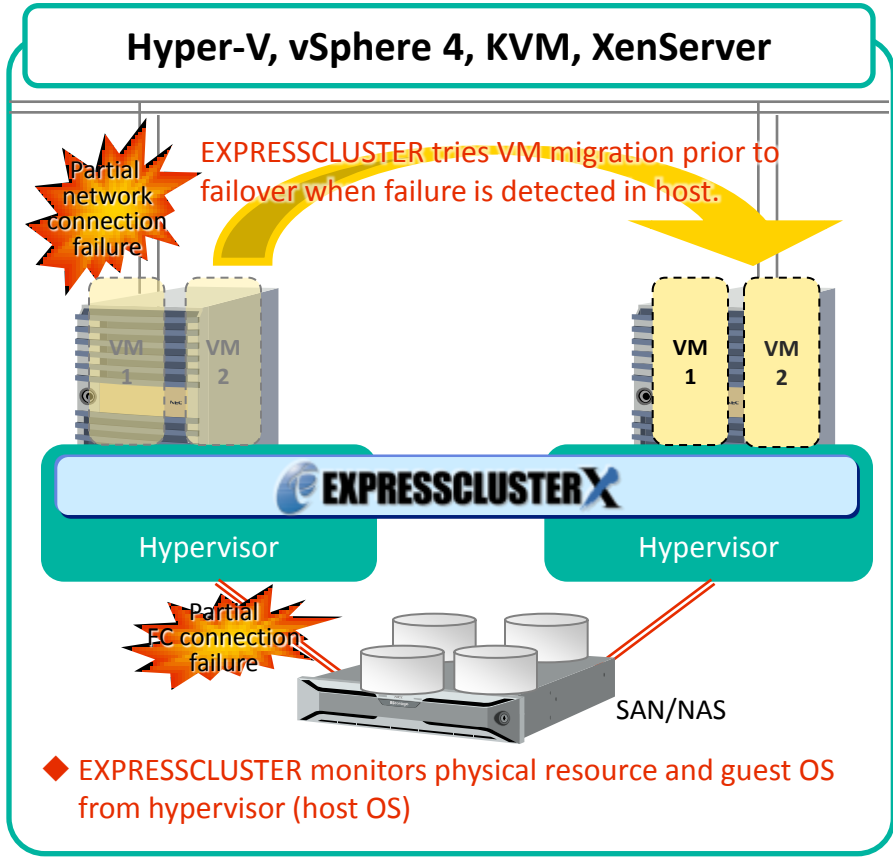 Hyper-V, vSphere 4, KVM, XenServer
EXPRESSCLUSTER tries VM migration prior to
failover when failure is detected in host.
Partial
network
connection
failure
VM
1
VM
2
VM
1
VM
2
NEC
EXPRESSCLUSTER X
Hypervisor
Hypervisor
Partial
FC connection
failure
SAN/NAS
◆ EXPRESSCLUSTER monitors physical resource and guest OS
from hypervisor (host OS)